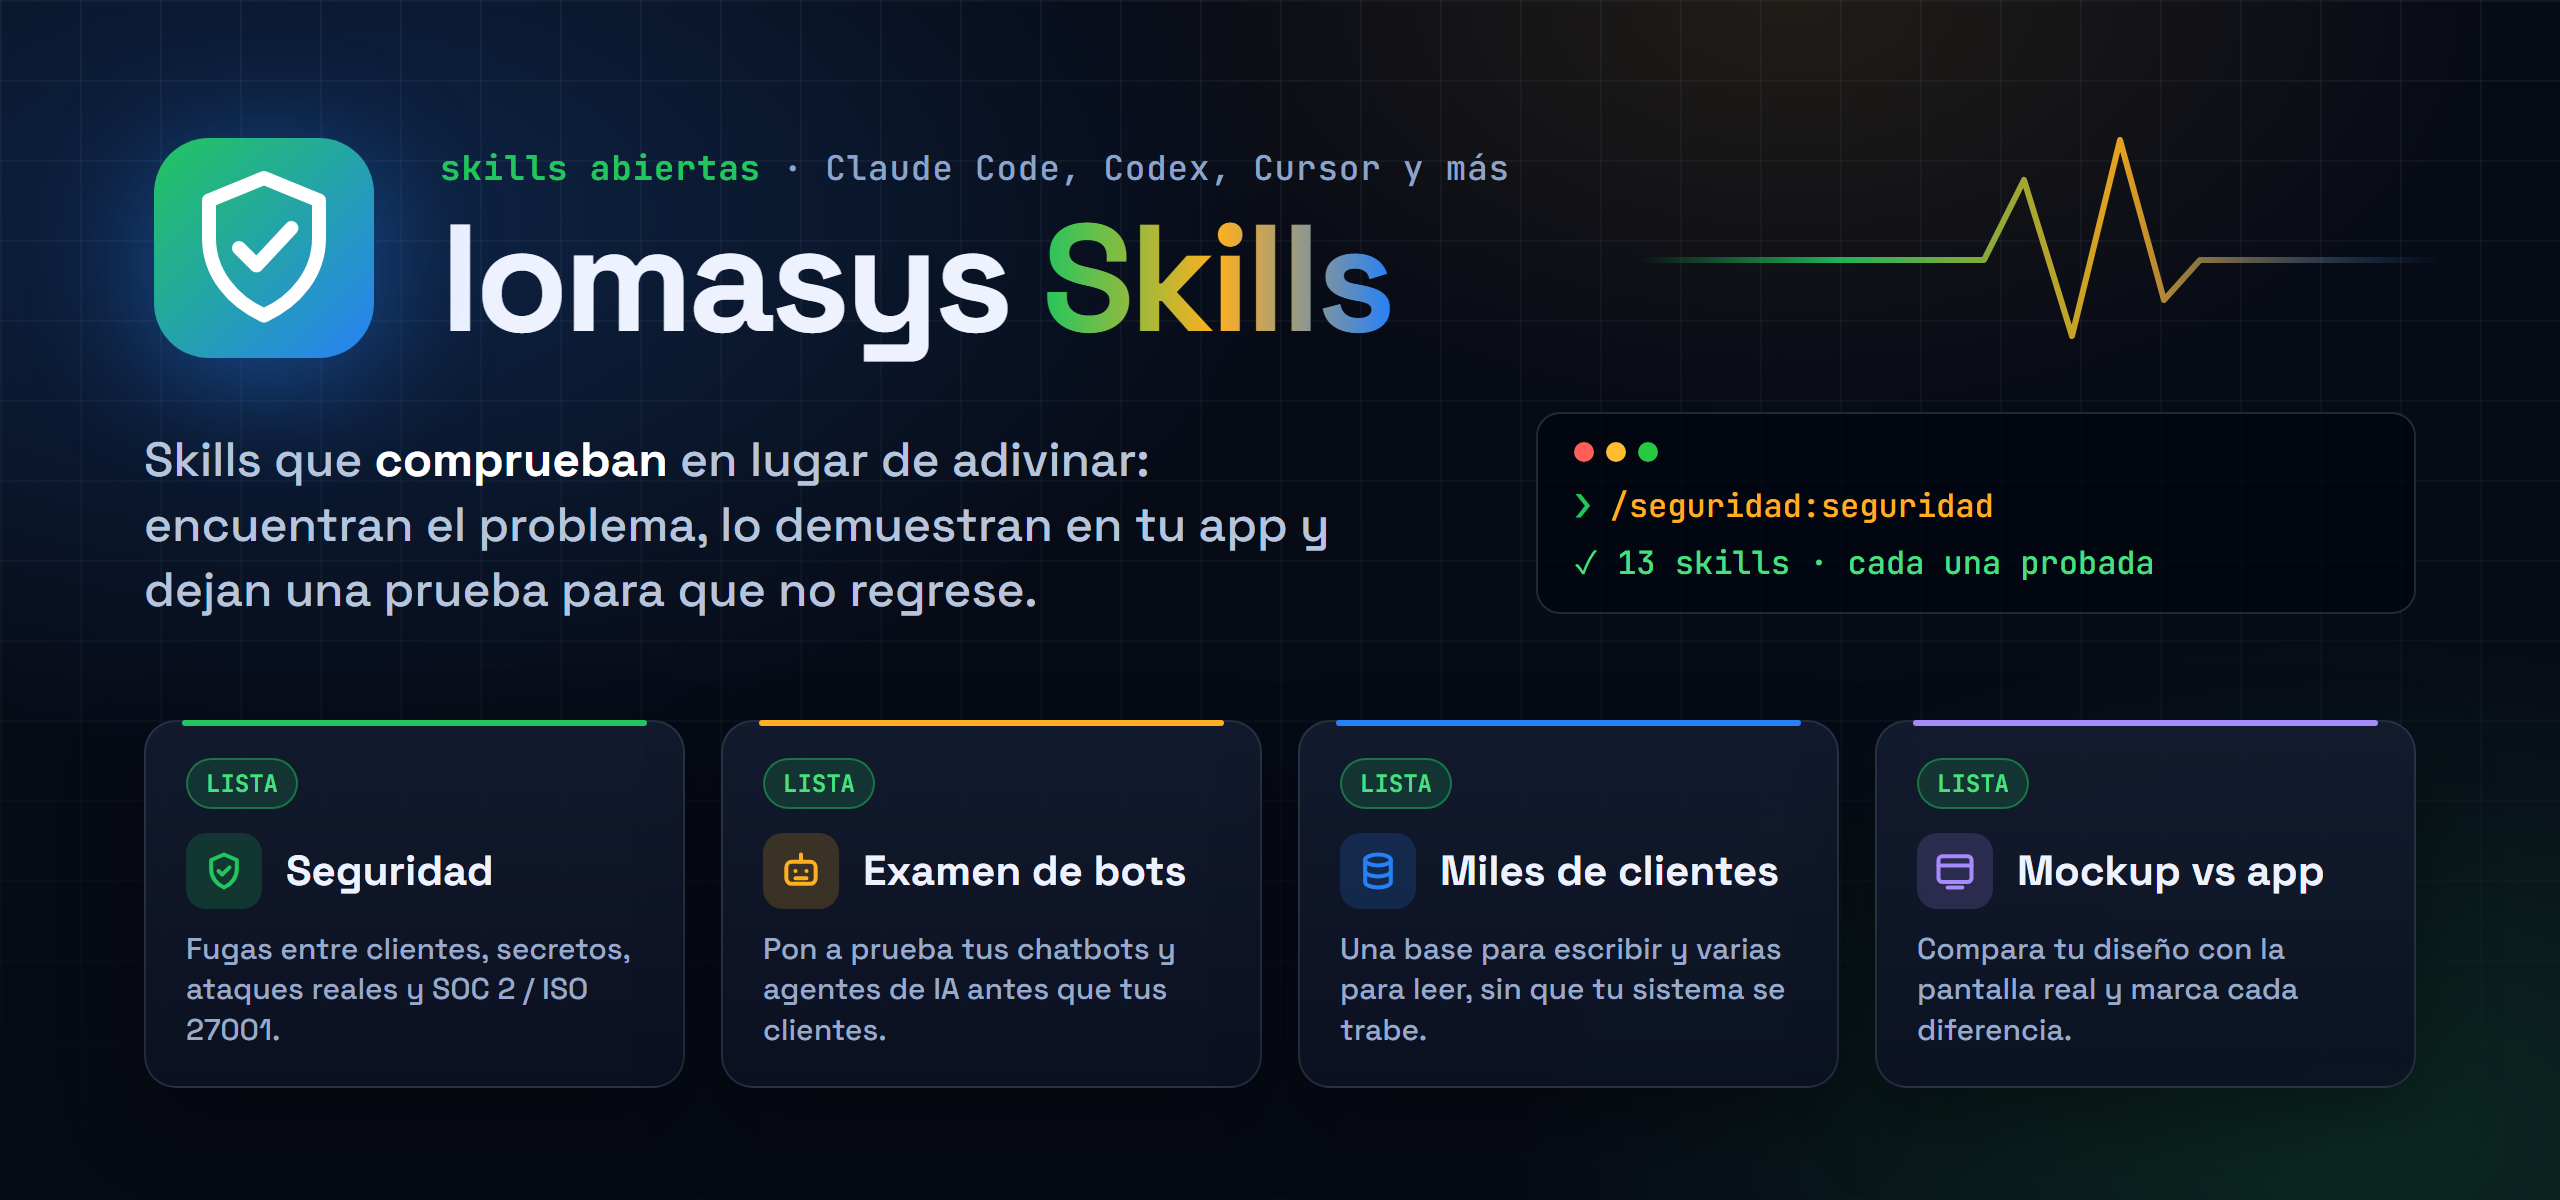 skills abiertas · Claude Code, Codex, Cursor y más
lomasys Skills
Skills que comprueban en lugar de adivinar:
encuentran el problema, lo demuestran en tu app y
dejan una prueba para que no regrese.
❯ /seguridad:seguridad
✓ 13 skills · cada una probada
LISTA
Seguridad
Fugas entre clientes, secretos,
ataques reales y SOC 2 / ISO
27001.
LISTA
Examen de bots
Pon a prueba tus chatbots y
agentes de IA antes que tus
clientes.
LISTA
Miles de clientes
Una base para escribir y varias
para leer, sin que tu sistema se
trabe.
LISTA
Mockup vs app
Compara tu diseño con la
pantalla real y marca cada
diferencia.